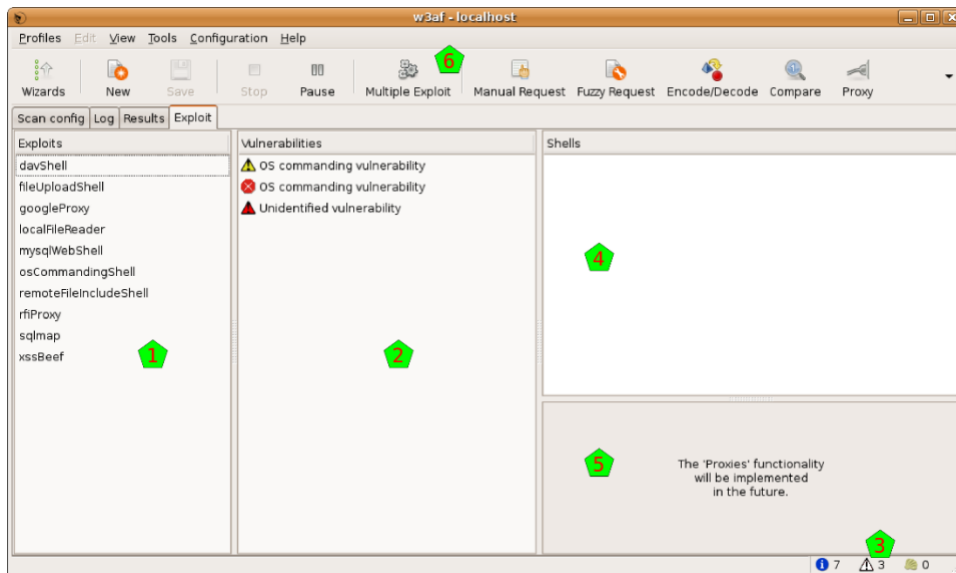 w3af - localhost
Profiles Edit View Tools Configuration Help
6
Wizards New Save Stop Pause Multiple Exploit Manual Request Fuzzy Request Encode/Decode Compare Proxy
Scan config Log Results Exploit
Exploits Vulnerabilities Shells
davShell
fileUploadShell
googleProxy
localFileReader
mysqlWebShell
osCommandingShell
remoteFileIncludeShell
rfiProxy
sqlmap
xssBeef
1
OS commanding vulnerability
OS commanding vulnerability
Unidentified vulnerability
2
4
5
The 'Proxies' functionality
will be implemented
in the future.
3
7 3 0